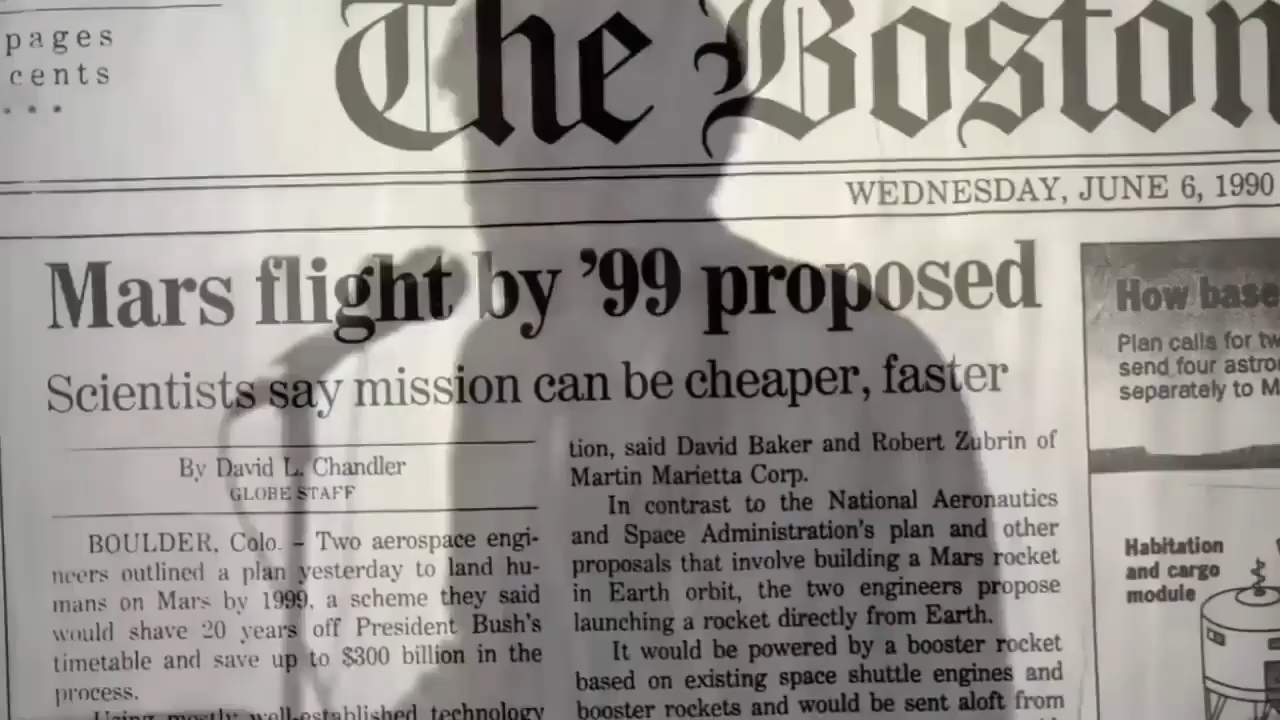 pages
cents
The Boston
WEDNESDAY, JUNE 6, 1990
Mars flight by '99 proposed
Scientists say mission can be cheaper, faster
By David L. Chandler
GLOBE STAFF
BOULDER, Colo. – Two aerospace engi-
neers outlined a plan yesterday to land hu-
mans on Mars by 1999, a scheme they said
would shave 20 years off President Bush's
timetable and save up to $300 billion in the
process.
Using mostly well-established technology
tion, said David Baker and Robert Zubrin of
Martin Marietta Corp.
In contrast to the National Aeronautics
and Space Administration's plan and other
proposals that involve building a Mars rocket
in Earth orbit, the two engineers propose
launching a rocket directly from Earth.
It would be powered by a booster rocket
based on existing space shuttle engines and
booster rockets and would be sent aloft from
How base
Plan calls for tw
send four astro
separately to M
Habitation
and cargo
module